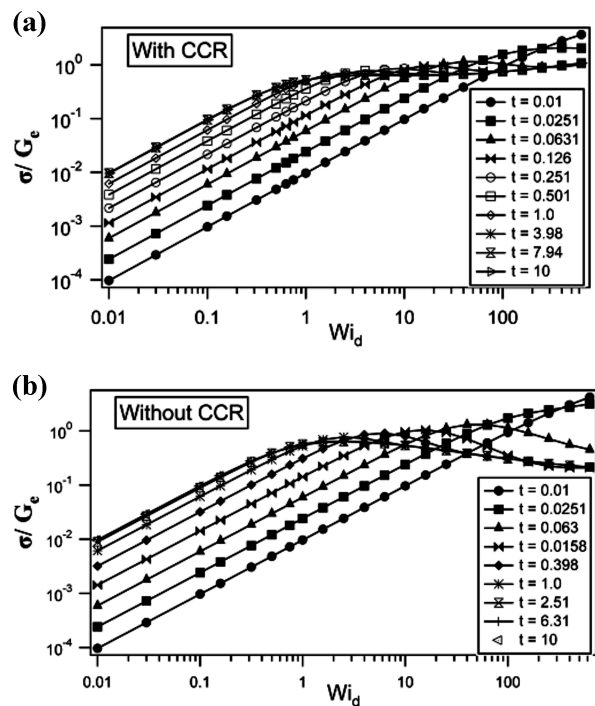 (a)
With CCR
σ/ Gₑ
10⁰
10⁻¹
10⁻²
10⁻³
10⁻⁴
t = 0.01
t = 0.0251
t = 0.0631
t = 0.126
t = 0.251
t = 0.501
t = 1.0
t = 3.98
t = 7.94
t = 10
0.01 0.1 1 10 100
Wi_d
(b)
Without CCR
σ/ Gₑ
10⁰
10⁻¹
10⁻²
10⁻³
10⁻⁴
t = 0.01
t = 0.0251
t = 0.063
t = 0.0158
t = 0.398
t = 1.0
t = 2.51
t = 6.31
t = 10
0.01 0.1 1 10 100
Wi_d